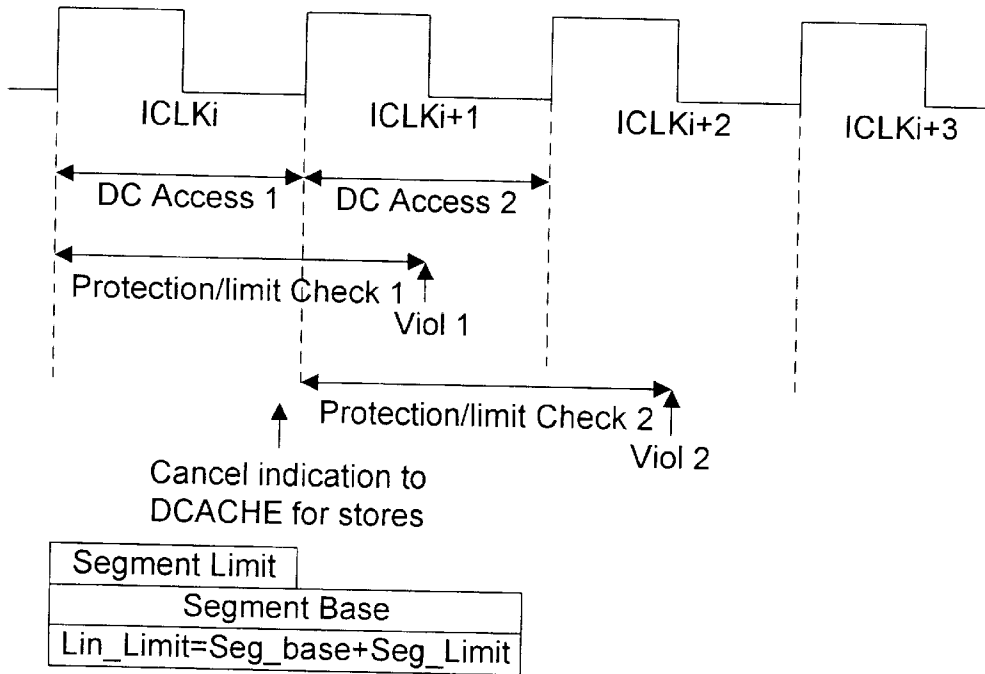 ICLKi
ICLKi+1
ICLKi+2
ICLKi+3
DC Access 1
DC Access 2
Protection/limit Check 1
Viol 1
Protection/limit Check 2
Viol 2
Cancel indication to
DCACHE for stores
Segment Limit
Segment Base
Lin_Limit=Seg_base+Seg_Limit